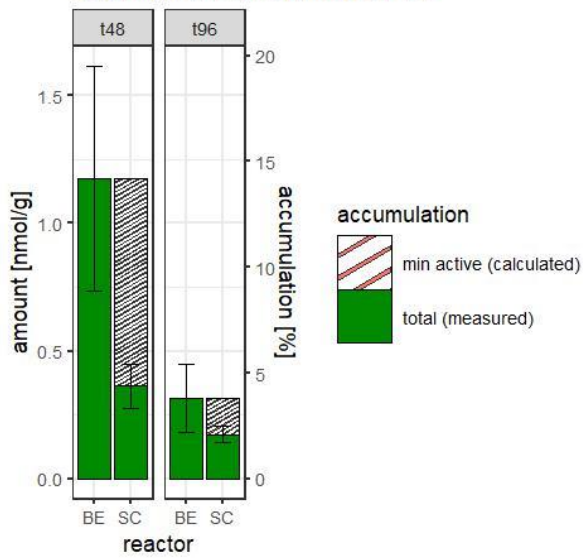 t48
t96
amount [nmol/g]
1.5
1.0
0.5
0.0
20
15
10
5
0
accumulation [%]
BE SC BE SC
reactor
accumulation
min active (calculated)
total (measured)